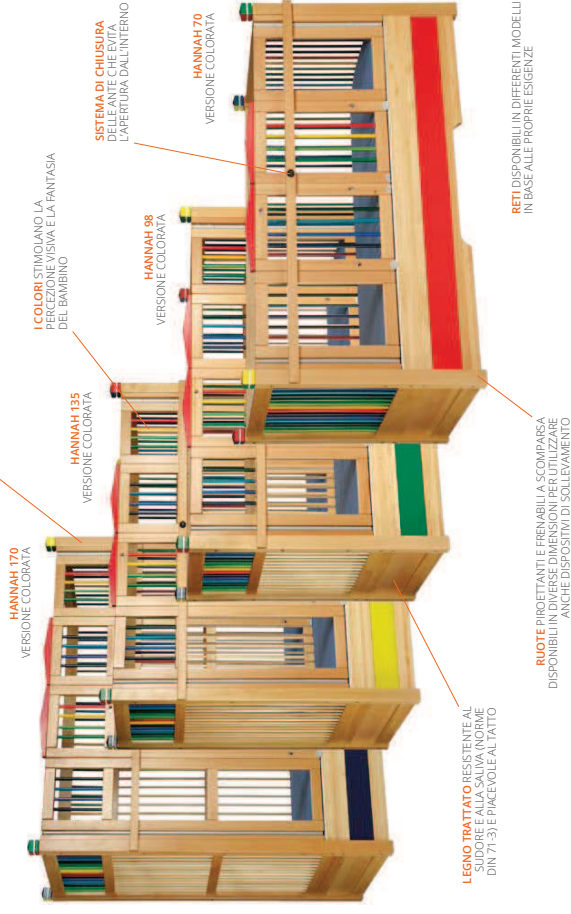 HANNAH 170
VERSIONE COLORATA
HANNAH 135
VERSIONE COLORATA
I COLORI STIMOLANO LA
PERCEZIONE VISIVA E LA FANTASIA
DEL BAMBINO
HANNAH 98
VERSIONE COLORATA
SISTEMA DI CHIUSURA
DELLE ANTE CHE EVITA
L'APERTURA DALL'INTERNO
HANNAH 70
VERSIONE COLORATA
LEGNO TRATTATO RESISTENTE AL
SUDORE E ALLA SALIVA (NORME
DIN 71-3) E PIACEVOLE AL TATTO
RUOTE PIROETTANTI E FRENABILI A SCOMPARSA
DISPONIBILI IN DIVERSE DIMENSIONI PER UTILIZZARE
ANCHE DISPOSITVI DI SOLLEVAMENTO
RETI DISPONIBILI IN DIFFERENTI MODELLI
IN BASE ALLE PROPRIE ESIGENZE